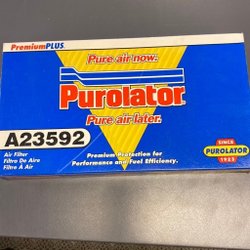 PremiumPLUS
Pure air now.
Purolator
Pure air later.
A23592
Air Filter
Filtro De Aire
Filtre A Air
Premium Protection for
Performance and Fuel Efficiency.
SINCE
PUROLATOR
1923